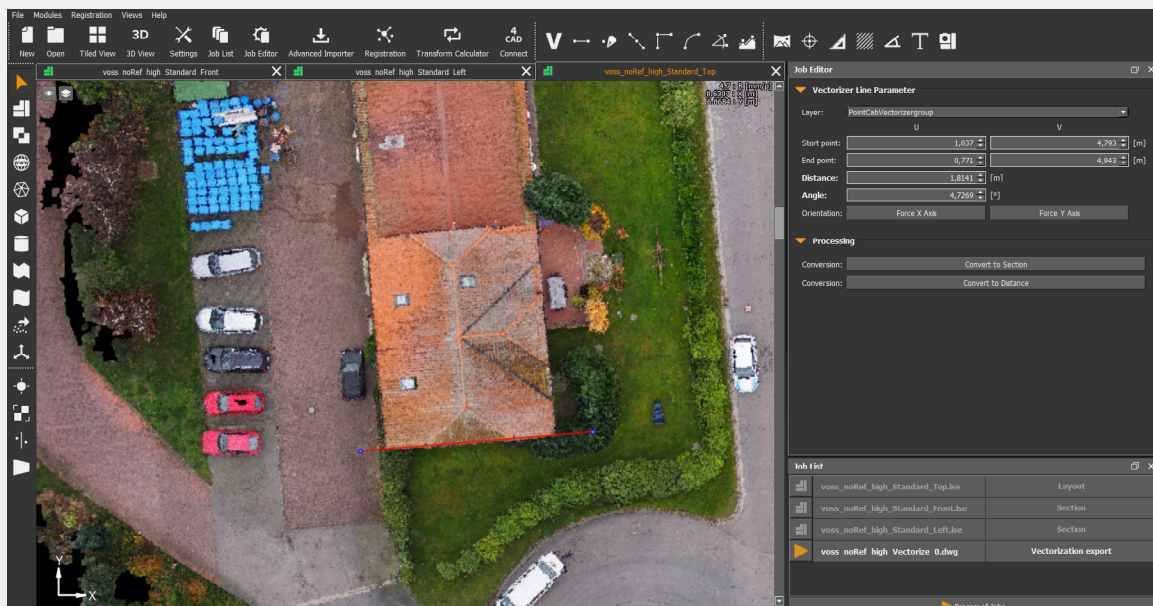 File Modules Registration Views Help
3D
4
CAD
New Open Tiled View 3D View Settings Job List Job Editor Advanced Importer Registration Transform Calculator Connect
voss noRef high Standard Front
voss noRef high Standard Left
voss_noRef_high_Standard_Top
Job Editor
Vectorizer Line Parameter
Layer: PointCabVectorizergroup
U V
Start point: 1,037 4,793 [m]
End point: 0,771 4,943 [m]
Distance: 1,8141 [m]
Angle: 4,7269 [°]
Orientation: Force X Axis Force Y Axis
Processing
Conversion: Convert to Section
Conversion: Convert to Distance
Y
X
Job List
voss_noRef_high_Standard_Top.lse Layout
voss_noRef_high_Standard_Front.lse Section
voss_noRef_high_Standard_Left.lse Section
voss noRef high Vectorize 0.dwg Vectorization export